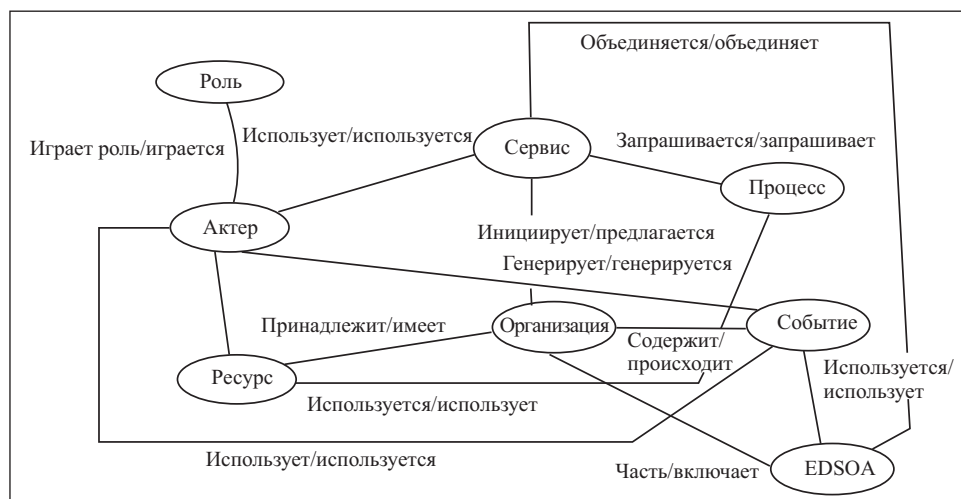 Объединяется/объединяет
Роль
Играет роль/играется
Использует/используется
Сервис
Запрашивается/запрашивает
Процесс
Актер
Инициирует/предлагается
Генерирует/генерируется
Принадлежит/имеет
Организация
Событие
Содержит/
происходит
Ресурс
Используется/
использует
Используется/использует
Использует/используется
Часть/включает
EDSOA